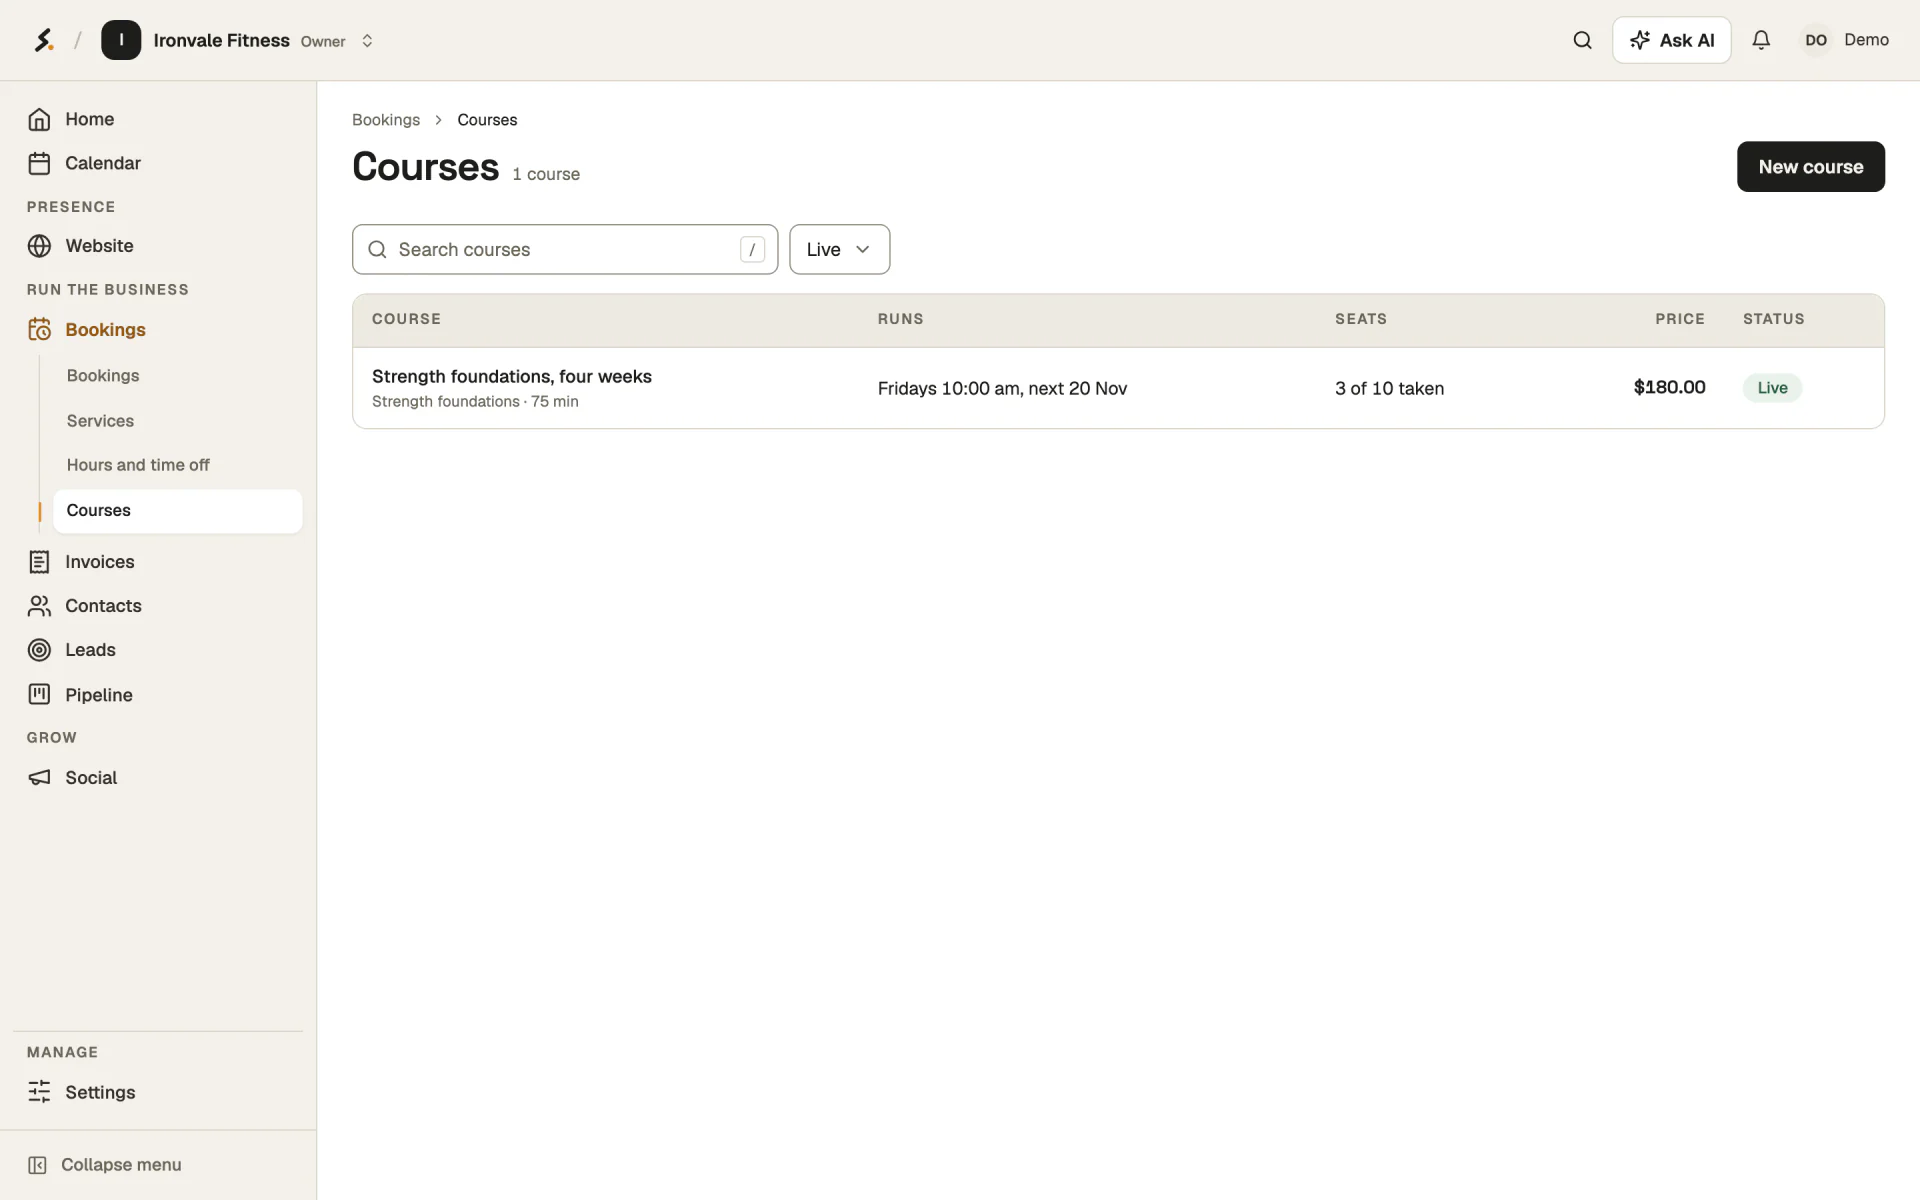 /
I
Ironvale Fitness Owner
Ask AI
DO
Demo
Home
Calendar
PRESENCE
Website
RUN THE BUSINESS
Bookings
Bookings
Services
Hours and time off
Courses
Invoices
Contacts
Leads
Pipeline
GROW
Social
MANAGE
Settings
Collapse menu
Bookings > Courses
Courses 1 course
New course
Search courses /
Live
COURSE RUNS SEATS PRICE STATUS
Strength foundations, four weeks
Strength foundations · 75 min
Fridays 10:00 am, next 20 Nov
3 of 10 taken
$180.00
Live